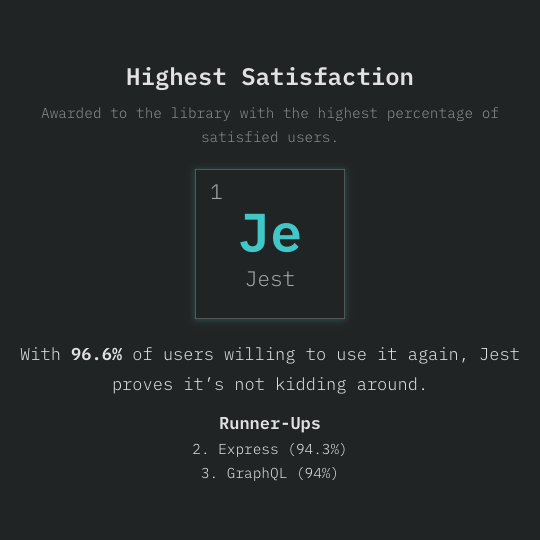 Highest Satisfaction
Awarded to the library with the highest percentage of
satisfied users.
1
Je
Jest
With 96.6% of users willing to use it again, Jest
proves it’s not kidding around.
Runner-Ups
2. Express (94.3%)
3. GraphQL (94%)